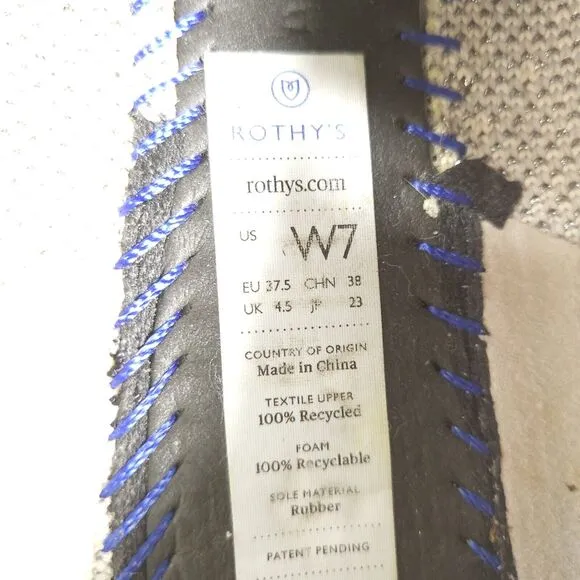 ROTHY'S
rothys.com
US W7
EU 37.5 CHN 38
UK 4.5 JP 23
COUNTRY OF ORIGIN
Made in China
TEXTILE UPPER
100% Recycled
FOAM
100% Recyclable
SOLE MATERIAL
Rubber
PATENT PENDING